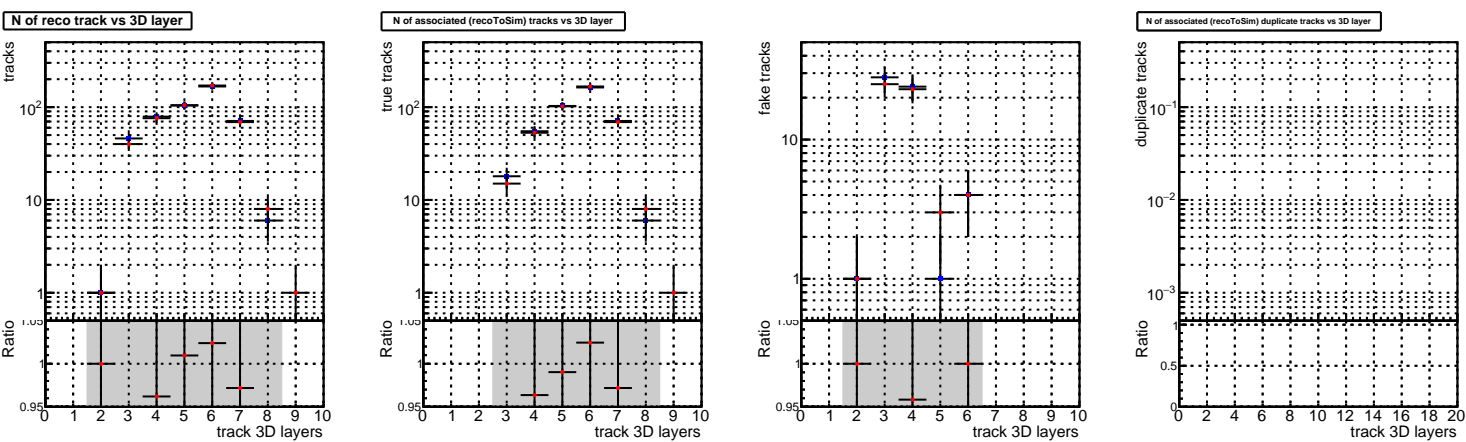 N of reco track vs 3D layer
tracks
10²
10
1
Ratio
1.05
1
0.95
0 1 2 3 4 5 6 7 8 9 10
track 3D layers
N of associated (recoToSim) tracks vs 3D layer
true tracks
10²
10
1
Ratio
1.05
1
0.95
0 1 2 3 4 5 6 7 8 9 10
track 3D layers
fake tracks
10
1
Ratio
1.05
1
0.95
0 1 2 3 4 5 6 7 8 9 10
track 3D layers
N of associated (recoToSim) duplicate tracks vs 3D layer
duplicate tracks
10⁻¹
10⁻²
10⁻³
Ratio
1
0.5
0
0 2 4 6 8 10 12 14 16 18 20
track 3D layers